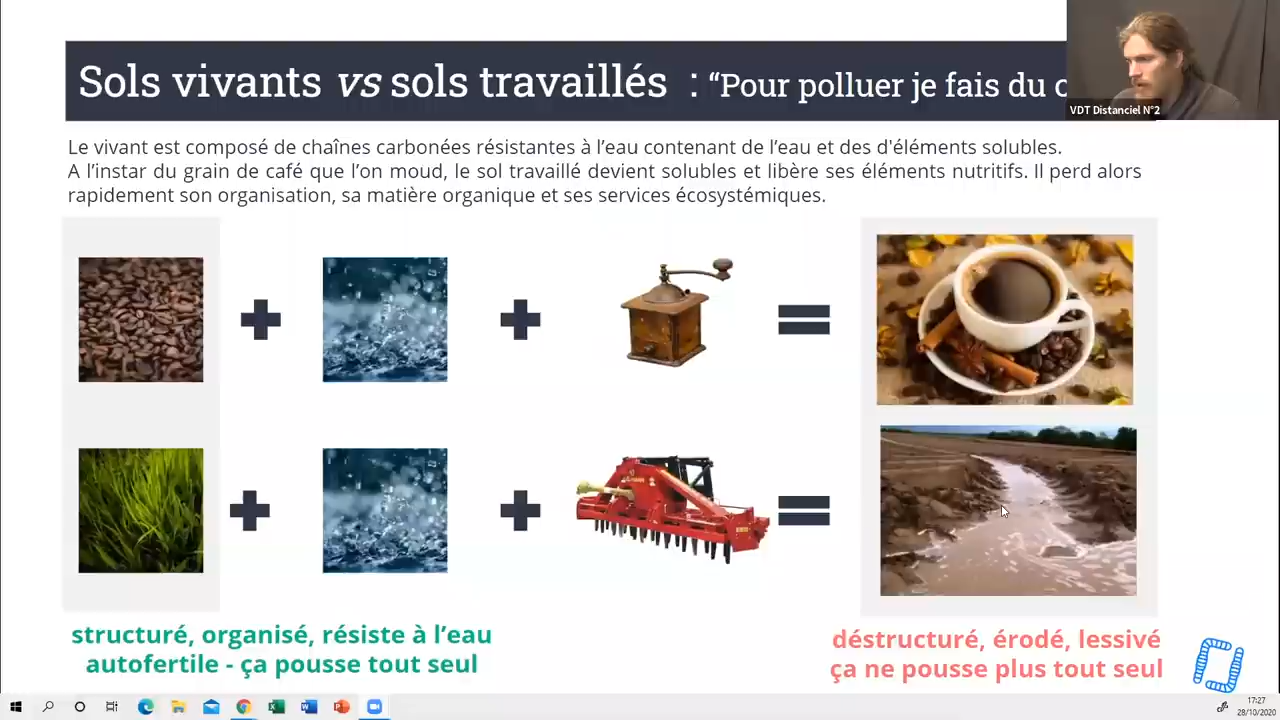 Sols vivants vs sols travaillés : “Pour polluer je fais du c
VDT Distanciel N°2
Le vivant est composé de chaînes carbonées résistantes à l’eau contenant de l’eau et des d'éléments solubles.
A l’instar du grain de café que l’on moud, le sol travaillé devient solubles et libère ses éléments nutritifs. Il perd alors
rapidement son organisation, sa matière organique et ses services écosystémiques.
structuré, organisé, résiste à l’eau
autofertile - ça pousse tout seul
déstructuré, érodé, lessivé
ça ne pousse plus tout seul
17:27
28/10/2020